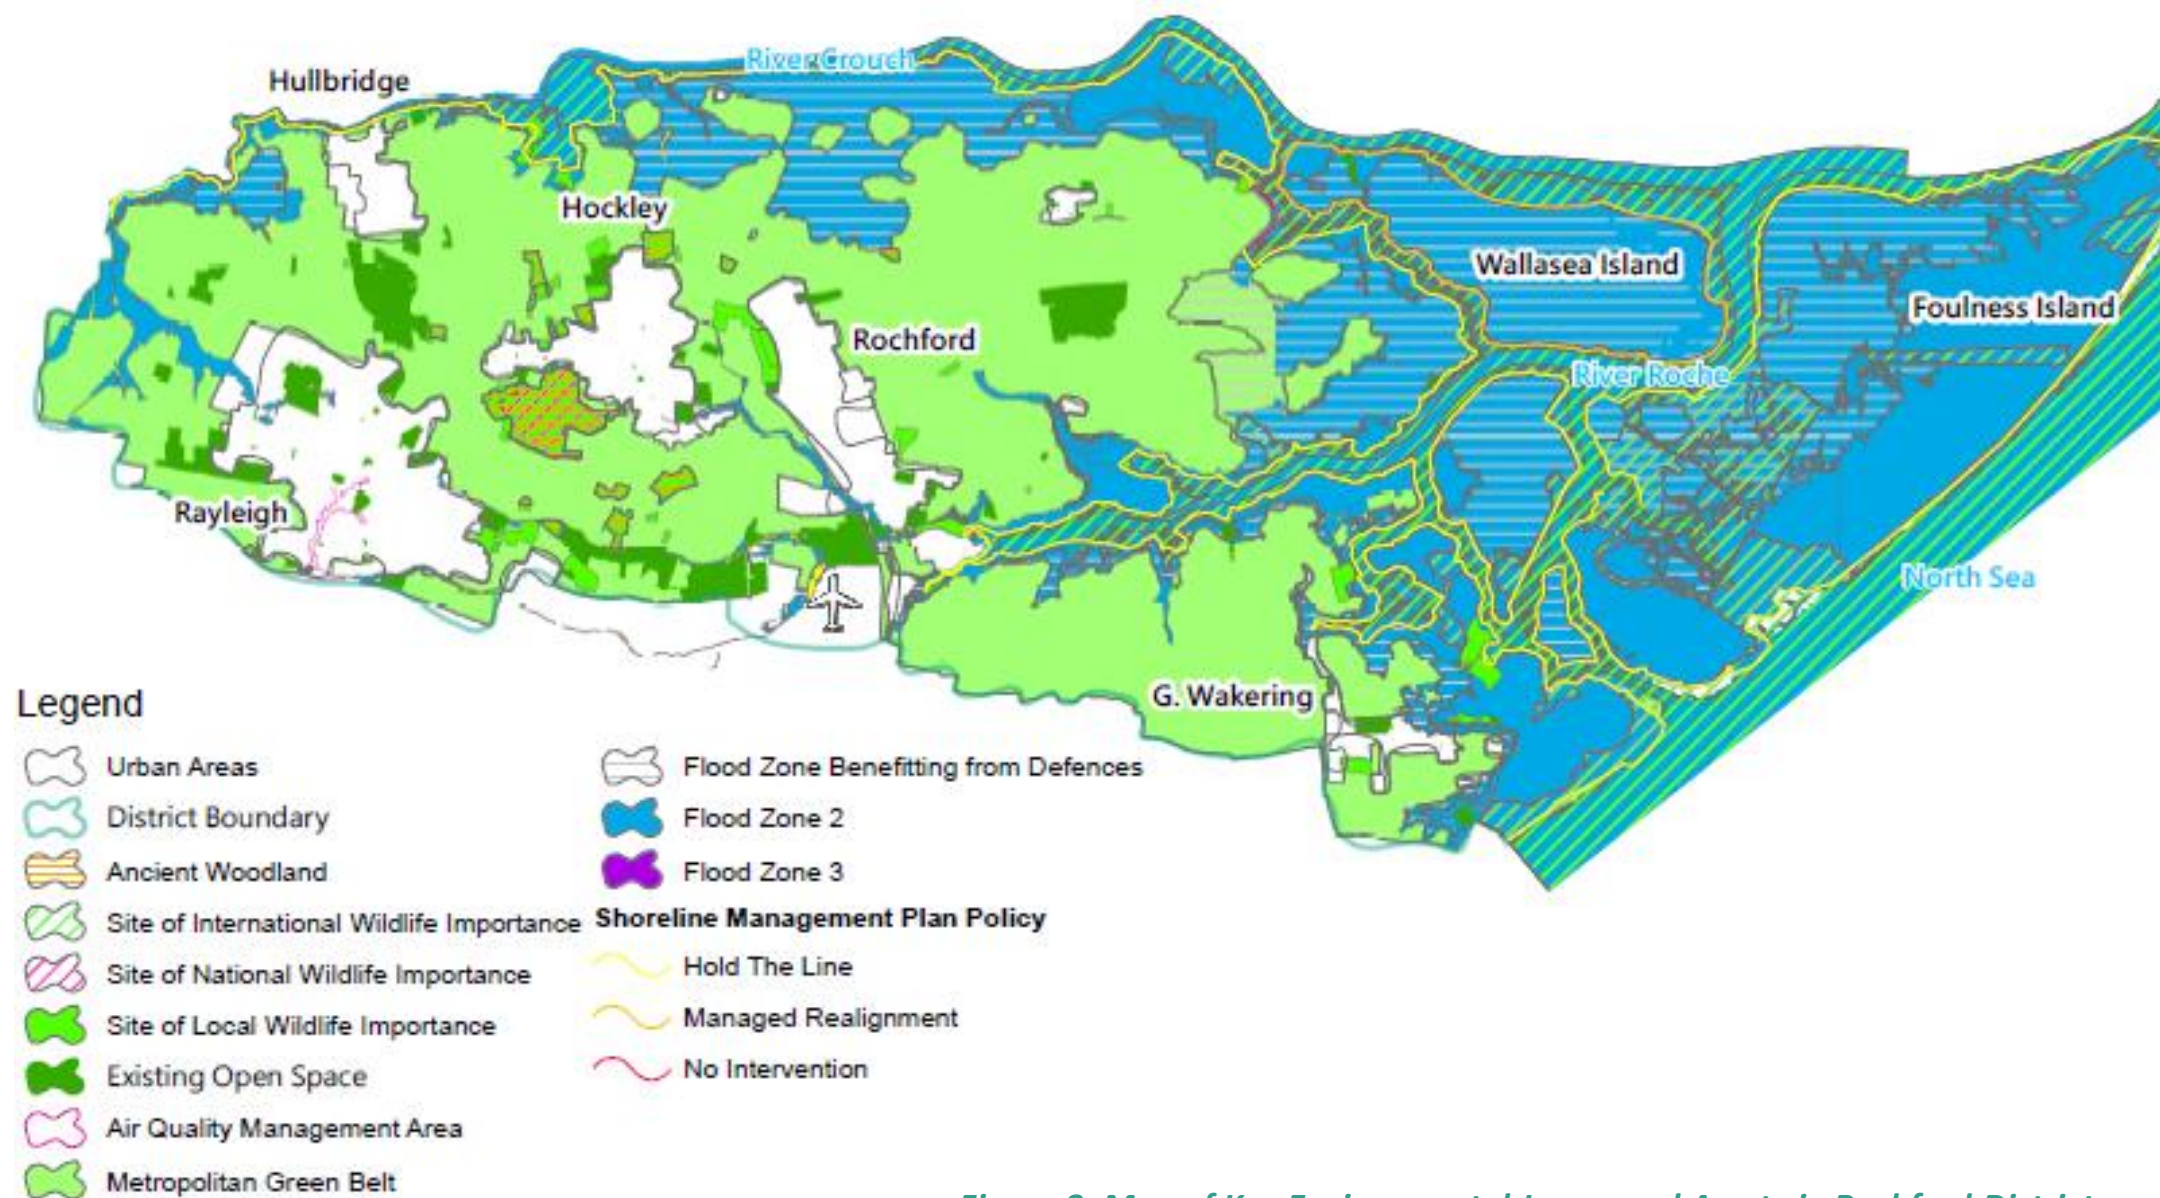 River Crouch
Hullbridge
Hockley
Wallasea Island
Foulness Island
Rochford
River Roche
Rayleigh
North Sea
G. Wakering
Legend
Urban Areas
District Boundary
Ancient Woodland
Site of International Wildlife Importance
Site of National Wildlife Importance
Site of Local Wildlife Importance
Existing Open Space
Air Quality Management Area
Metropolitan Green Belt
Flood Zone Benefitting from Defences
Flood Zone 2
Flood Zone 3
Shoreline Management Plan Policy
Hold The Line
Managed Realignment
No Intervention